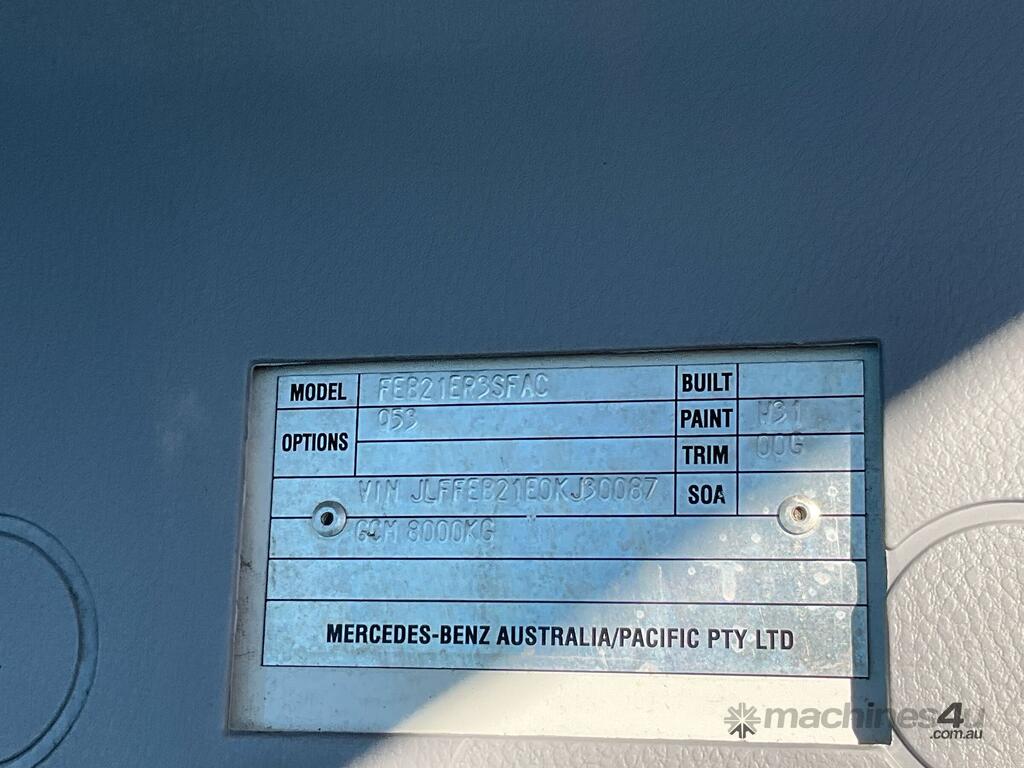 MODEL FEB21ER3SFAC BUILT
OPTIONS 053 PAINT W31
TRIM 00G
VIN JLFFEB21E0KJ30087 SOA
GCM 8000KG
MERCEDES-BENZ AUSTRALIA/PACIFIC PTY LTD
machines4u
.com.au